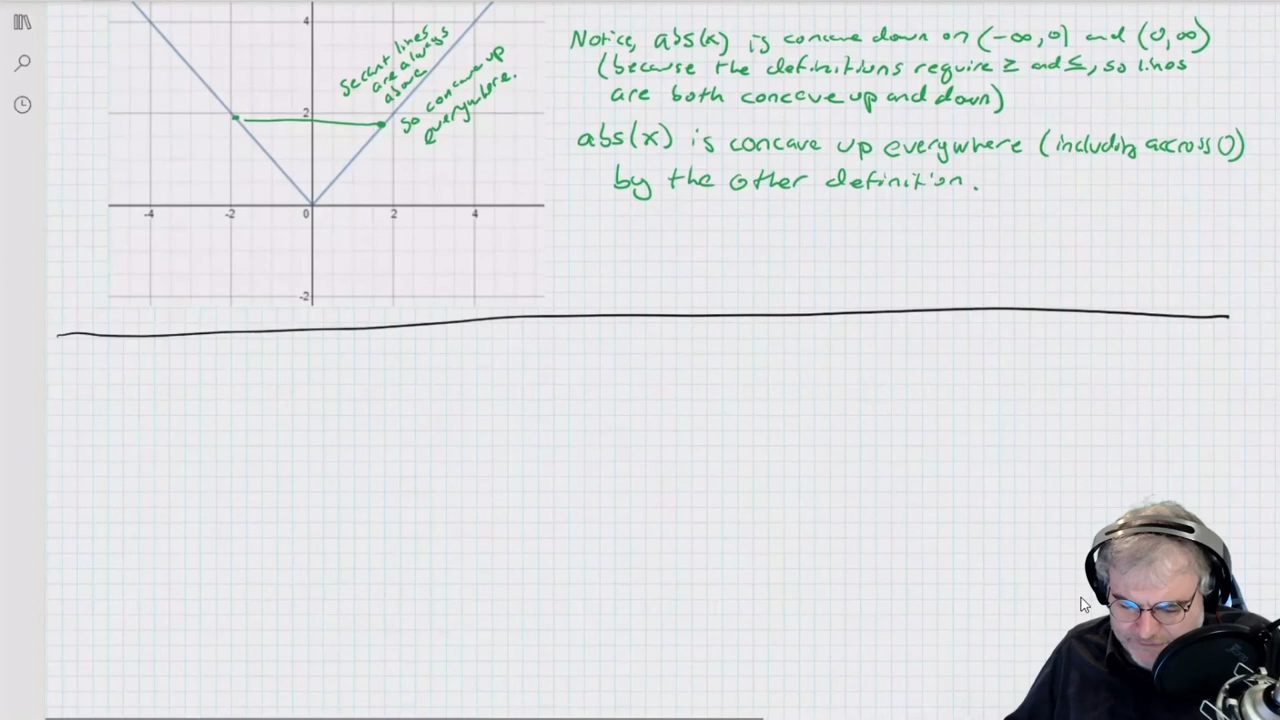 4
secant lines
are always
above
so concave up
everywhere.
2
-4
-2
0
2
4
-2
Notice, abs(x) is concave down on (-∞,0) and (0,∞)
(because the definitions require ≥ and ≤, so lines
are both concave up and down)
abs(x) is concave up everywhere (including accross 0)
by the other definition.